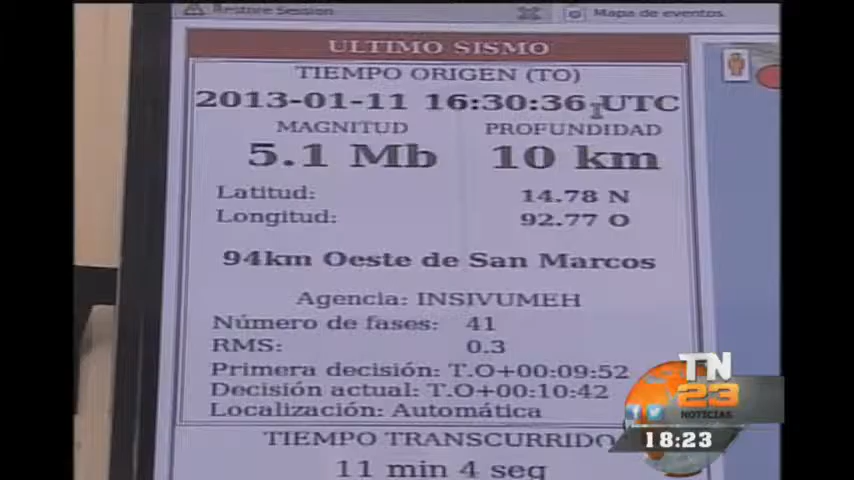 Restore Session
Mapa de eventos
ULTIMO SISMO
TIEMPO ORIGEN (TO)
2013-01-11 16:30:36 UTC
MAGNITUD PROFUNDIDAD
5.1 Mb 10 km
Latitud: 14.78 N
Longitud: 92.77 O
94km Oeste de San Marcos
Agencia: INSIVUMEH
Número de fases: 41
RMS: 0.3
Primera decisión: T.O+00:09:52
Decisión actual: T.O+00:10:42
Localización: Automática
TIEMPO TRANSCURRIDO
11 min 4 seg
TN
23
NOTICIAS
18:23